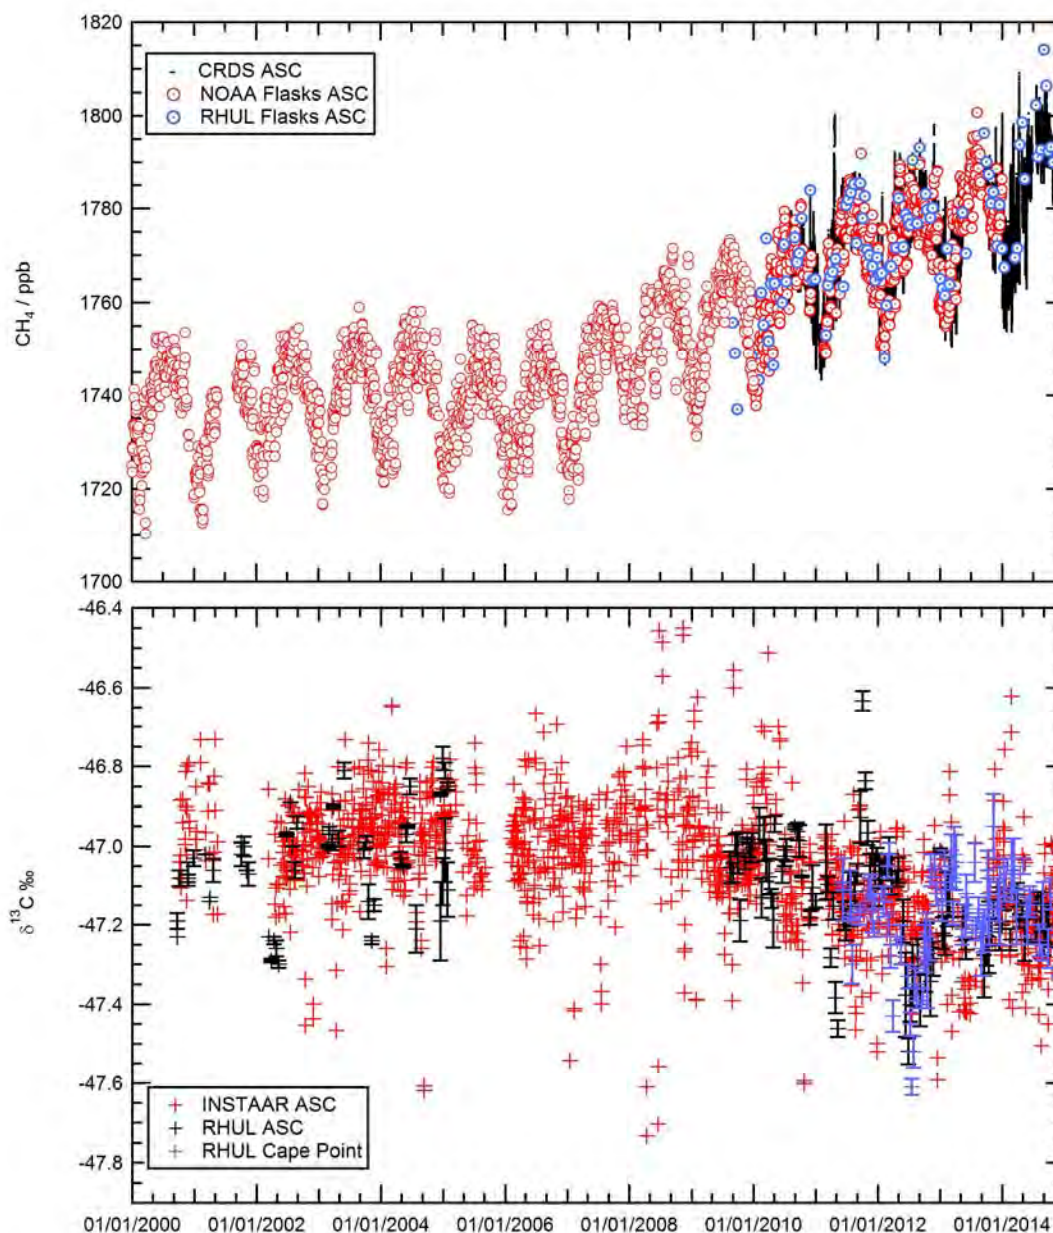 1820
1800
1780
1760
1740
1720
1700
CH₄ / ppb
CRDS ASC
NOAA Flasks ASC
RHUL Flasks ASC
-46.4
-46.6
-46.8
-47.0
-47.2
-47.4
-47.6
-47.8
δ¹³C ‰
INSTAAR ASC
RHUL ASC
RHUL Cape Point
01/01/2000 01/01/2002 01/01/2004 01/01/2006 01/01/2008 01/01/2010 01/01/2012 01/01/2014